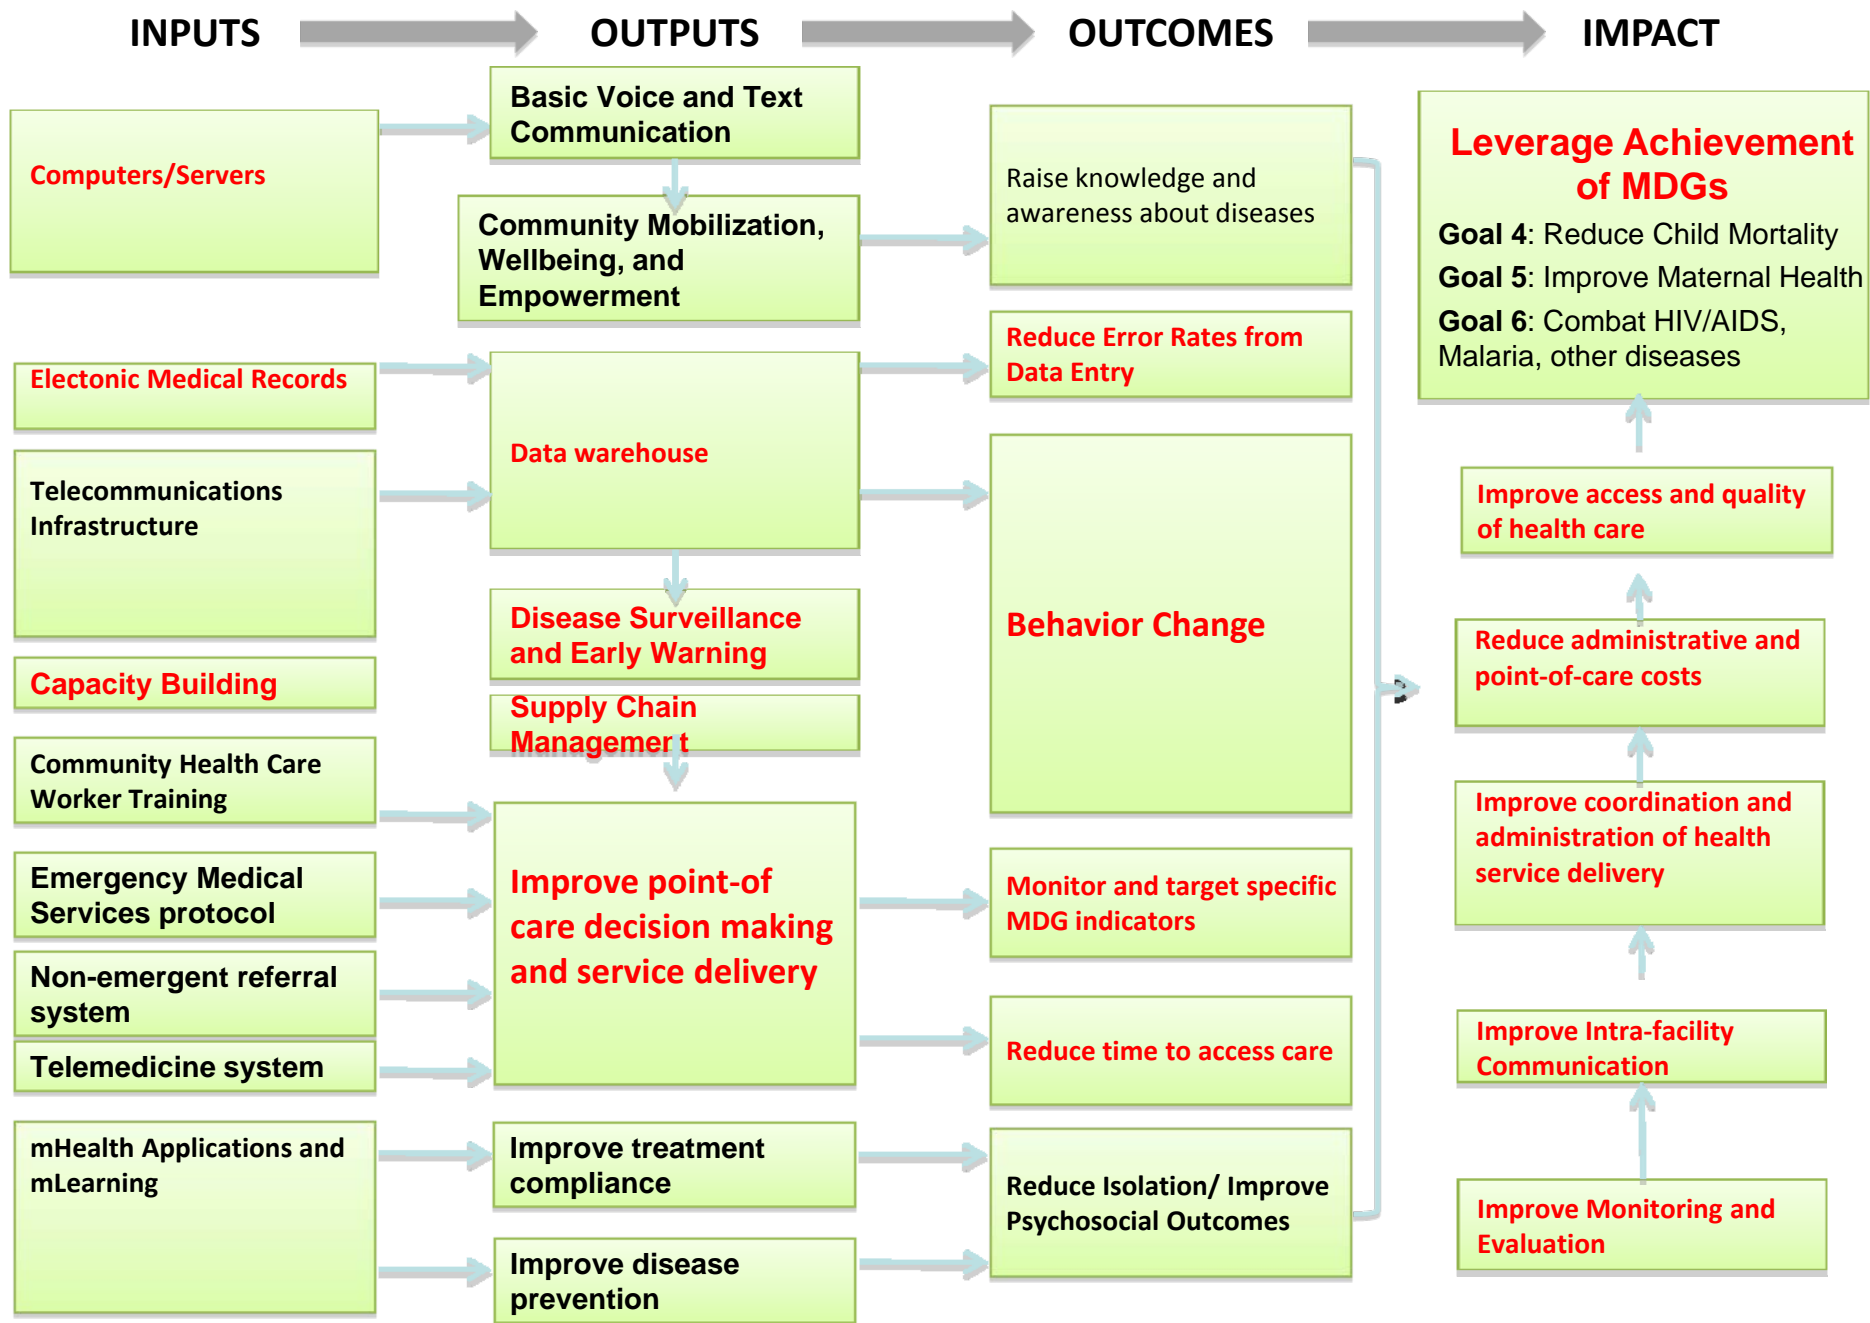 INPUTS
OUTPUTS
OUTCOMES
IMPACT
Computers/Servers
Electonic Medical Records
Telecommunications
Infrastructure
Capacity Building
Community Health Care
Worker Training
Emergency Medical
Services protocol
Non-emergent referral
system
Telemedicine system
mHealth Applications and
mLearning
Basic Voice and Text
Communication
Community Mobilization,
Wellbeing, and
Empowerment
Data warehouse
Disease Surveillance
and Early Warning
Supply Chain
Management
Improve point-of
care decision making
and service delivery
Improve treatment
compliance
Improve disease
prevention
Raise knowledge and
awareness about diseases
Reduce Error Rates from
Data Entry
Behavior Change
Monitor and target specific
MDG indicators
Reduce time to access care
Reduce Isolation/ Improve
Psychosocial Outcomes
Leverage Achievement
of MDGs
Goal 4: Reduce Child Mortality
Goal 5: Improve Maternal Health
Goal 6: Combat HIV/AIDS,
Malaria, other diseases
Improve access and quality
of health care
Reduce administrative and
point-of-care costs
Improve coordination and
administration of health
service delivery
Improve Intra-facility
Communication
Improve Monitoring and
Evaluation